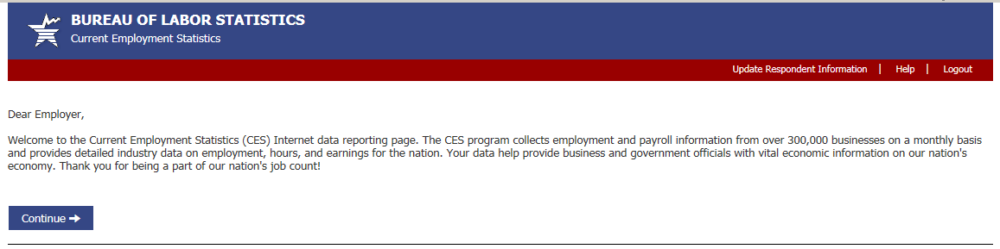 BUREAU OF LABOR STATISTICS
Current Employment Statistics
Update Respondent Information | Help | Logout
Dear Employer,
Welcome to the Current Employment Statistics (CES) Internet data reporting page. The CES program collects employment and payroll information from over 300,000 businesses on a monthly basis
and provides detailed industry data on employment, hours, and earnings for the nation. Your data help provide business and government officials with vital economic information on our nation's
economy. Thank you for being a part of our nation's job count!
Continue